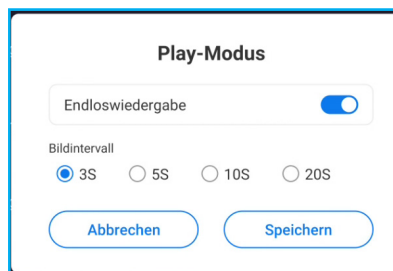 Play-Modus
Endloswiedergabe
Bildintervall
3S 5S 10S 20S
Abbrechen Speichern